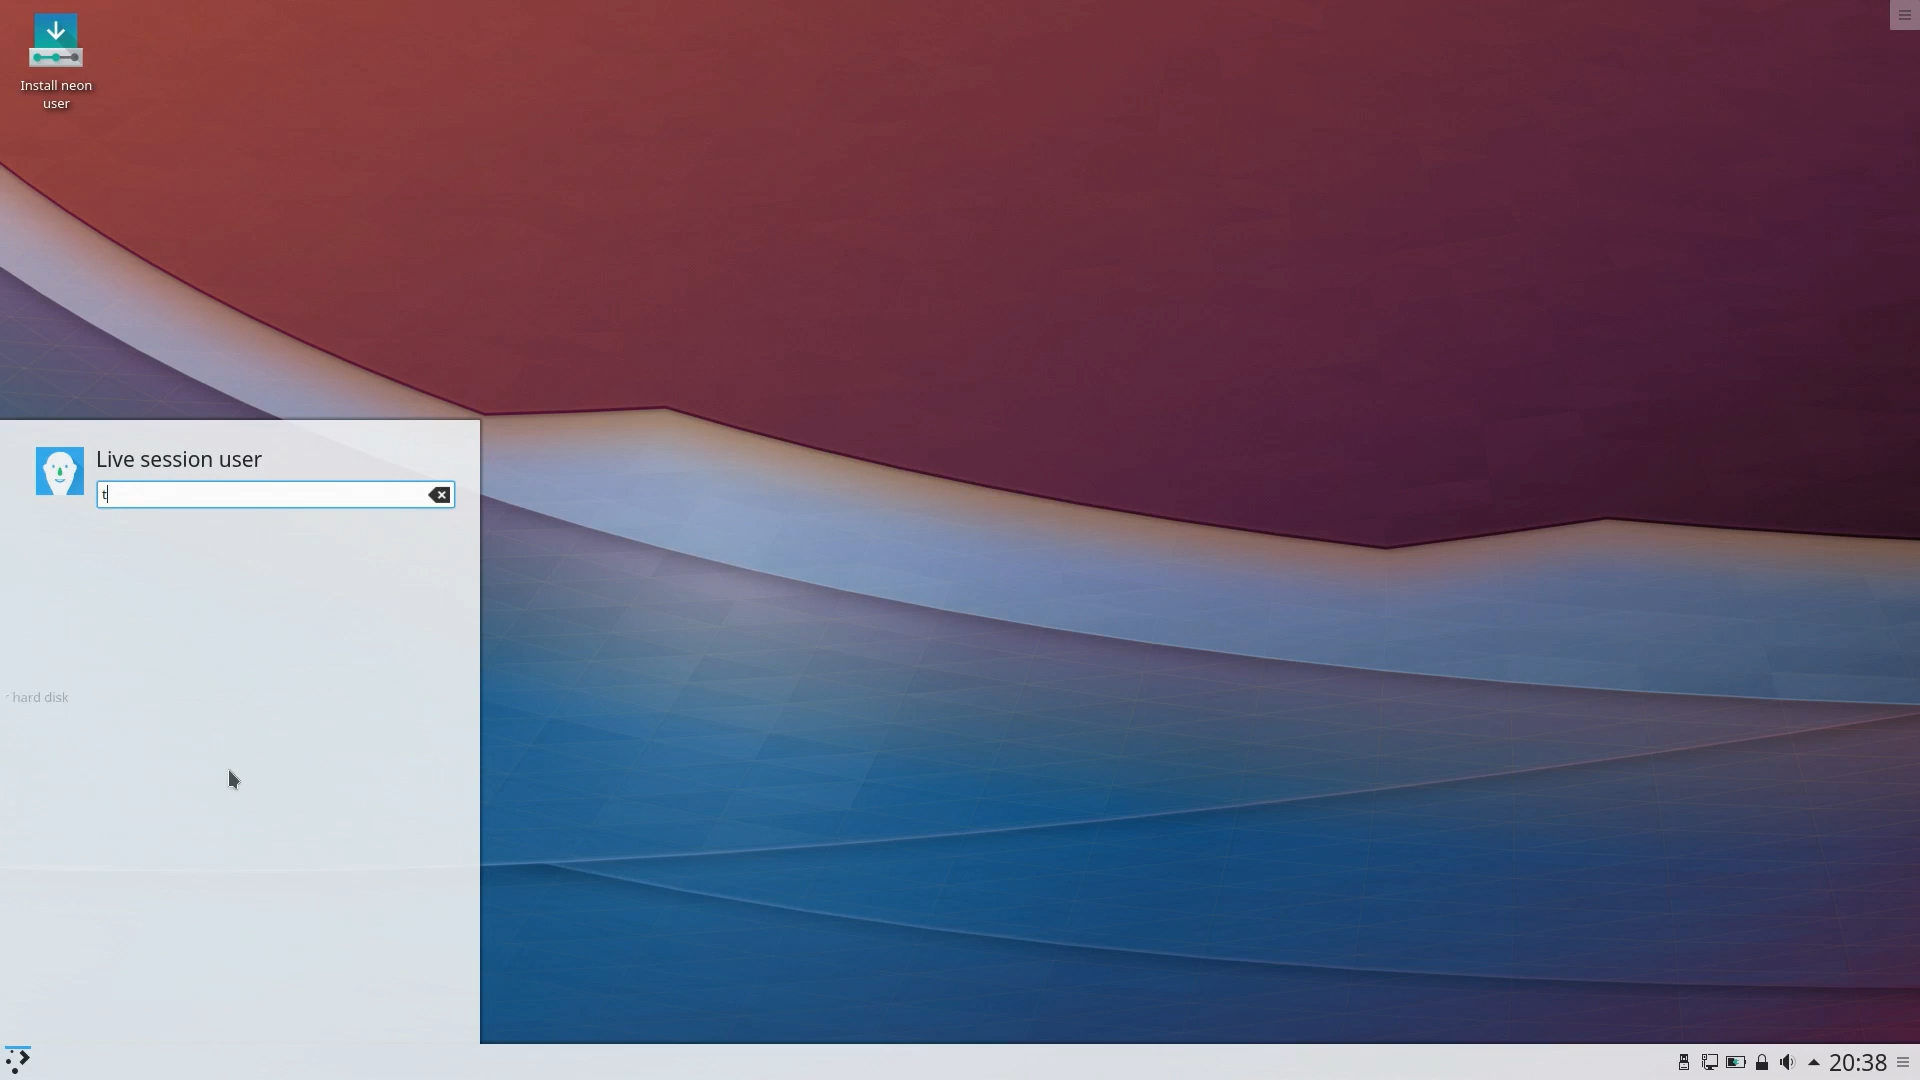 Install neon
user
Live session user
t
hard disk
20:38